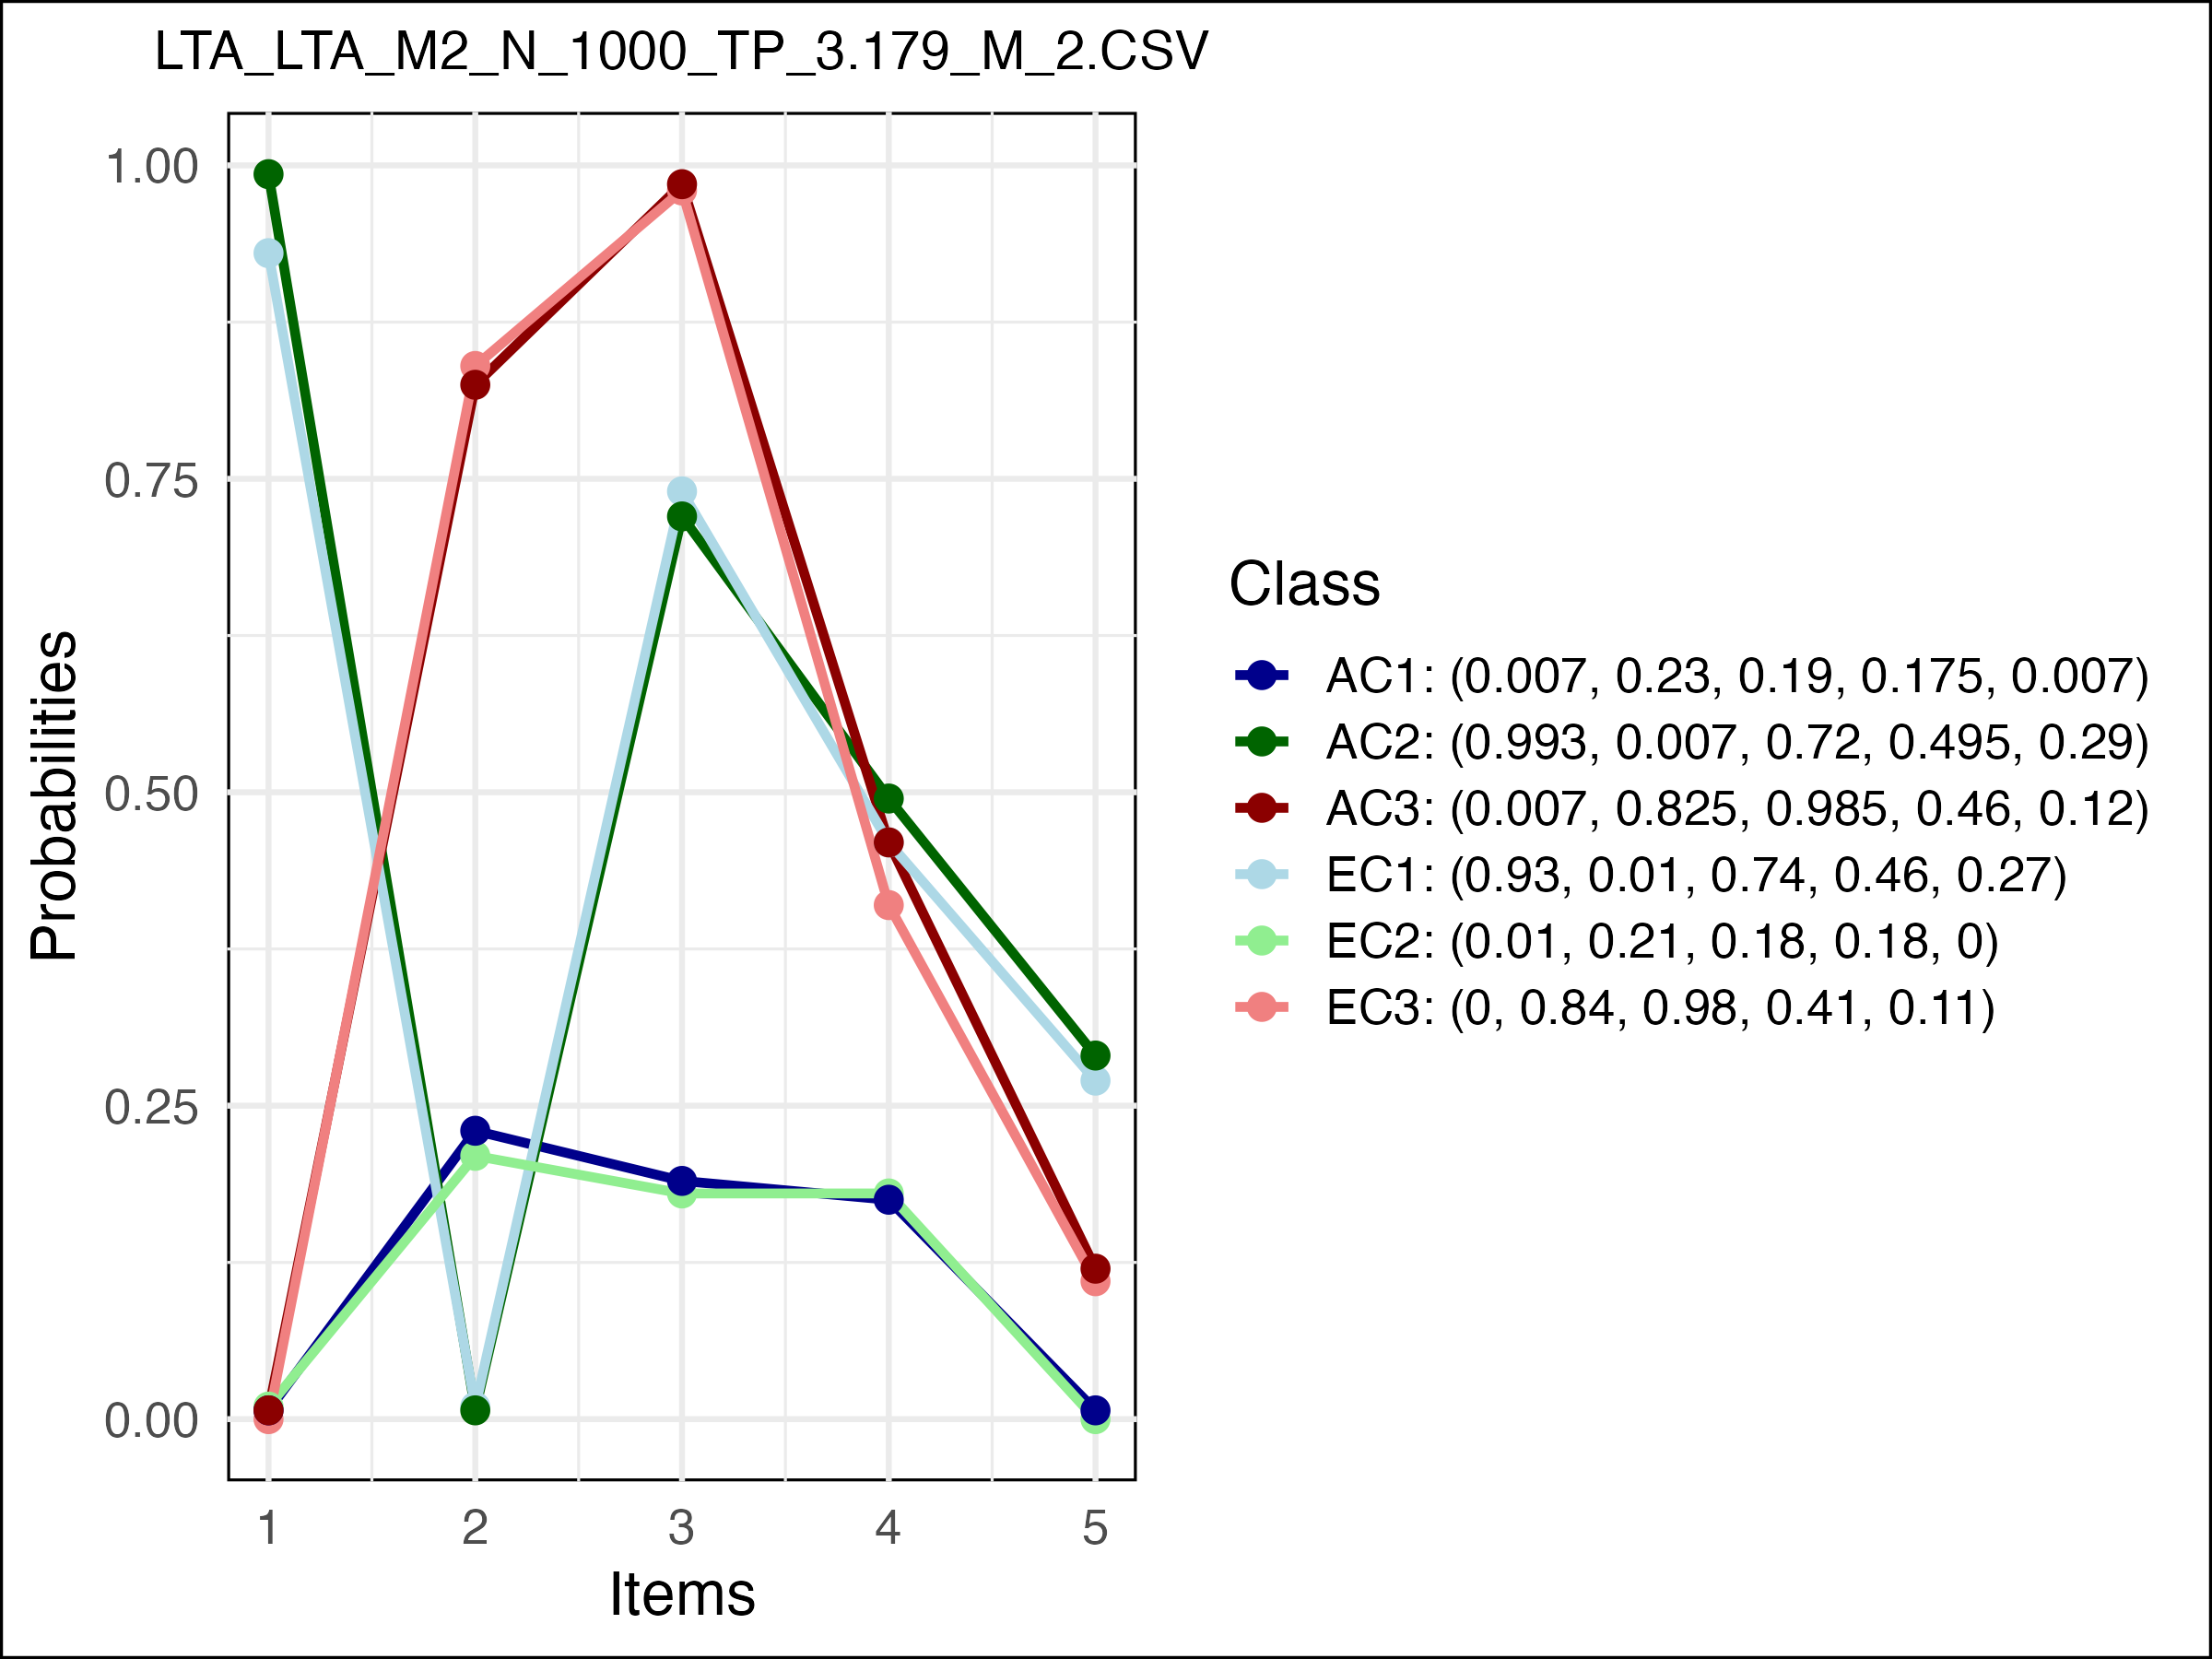 LTA_LTA_M2_N_1000_TP_3.179_M_2.CSV
1.00
0.75
0.50
0.25
0.00
Probabilities
1 2 3 4 5
Items
Class
AC1: (0.007, 0.23, 0.19, 0.175, 0.007)
AC2: (0.993, 0.007, 0.72, 0.495, 0.29)
AC3: (0.007, 0.825, 0.985, 0.46, 0.12)
EC1: (0.93, 0.01, 0.74, 0.46, 0.27)
EC2: (0.01, 0.21, 0.18, 0.18, 0)
EC3: (0, 0.84, 0.98, 0.41, 0.11)